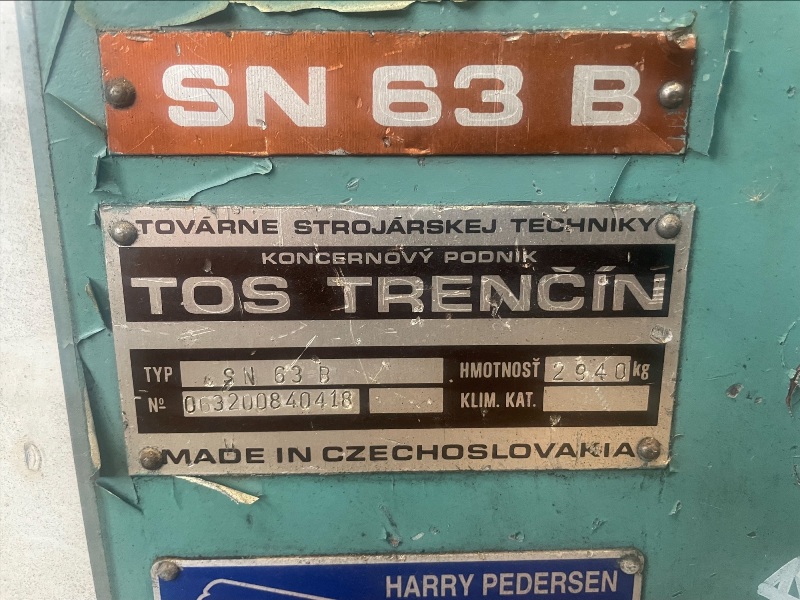 SN 63 B
TOVÁRNE STROJÁRSKEJ TECHNIKY
KONCERNOVÝ PODNIK
TOS TRENČÍN
TYP SN 63 B HMOTNOSŤ 2940 kg
Nº 063200840418 KLIM. KAT.
MADE IN CZECHOSLOVAKIA
HARRY PEDERSEN